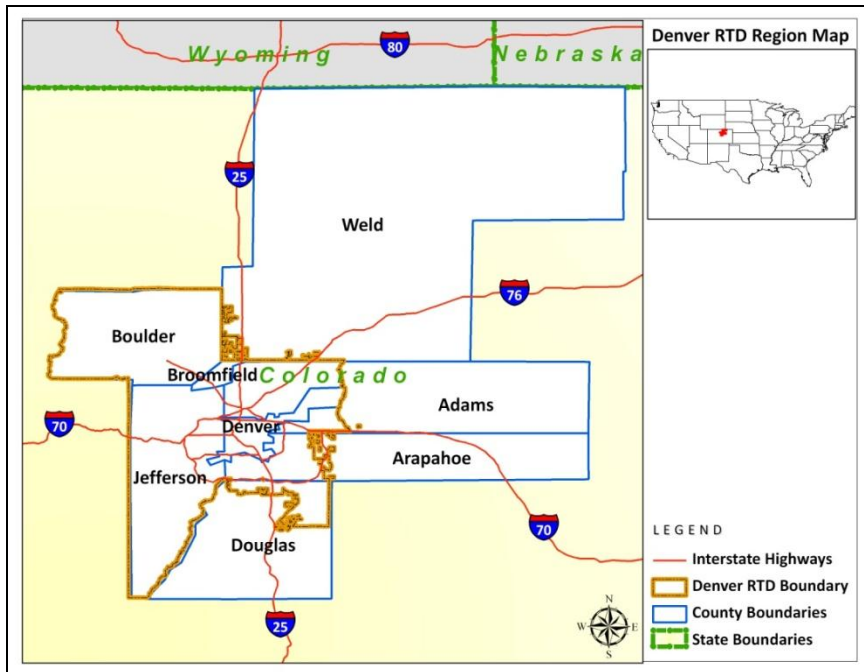 Denver RTD Region Map
80
Wyoming
Nebraska
25
Weld
76
Boulder
Broomfield
Colorado
Adams
70
Denver
Arapahoe
Jefferson
70
Douglas
25
N
W E
S
LEGEND
Interstate Highways
Denver RTD Boundary
County Boundaries
State Boundaries